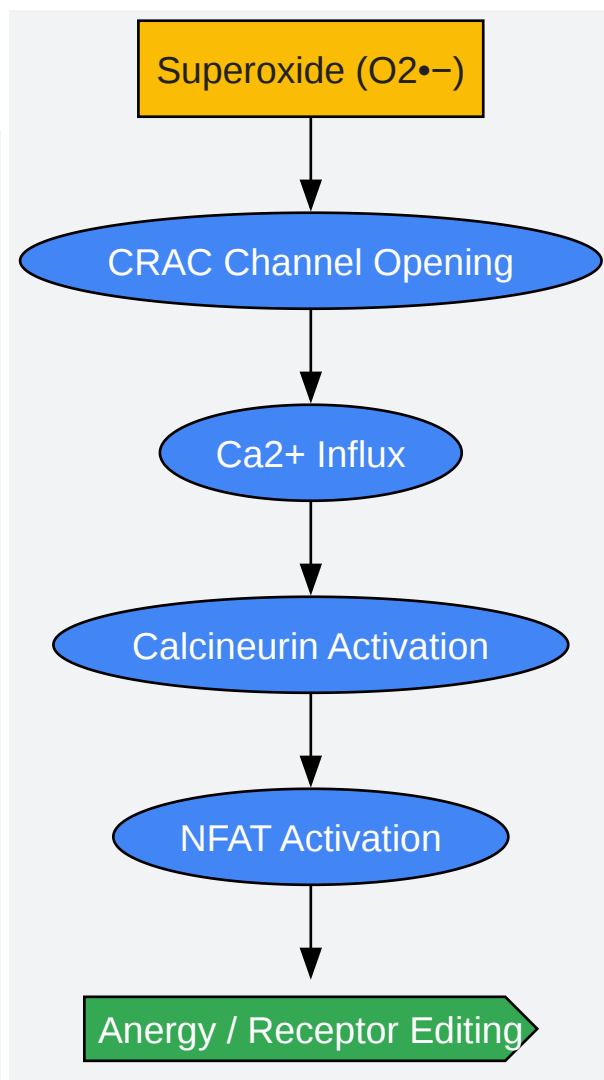 Superoxide (O2•−)
CRAC Channel Opening
Ca2+ Influx
Calcineurin Activation
NFAT Activation
Anergy / Receptor Editing